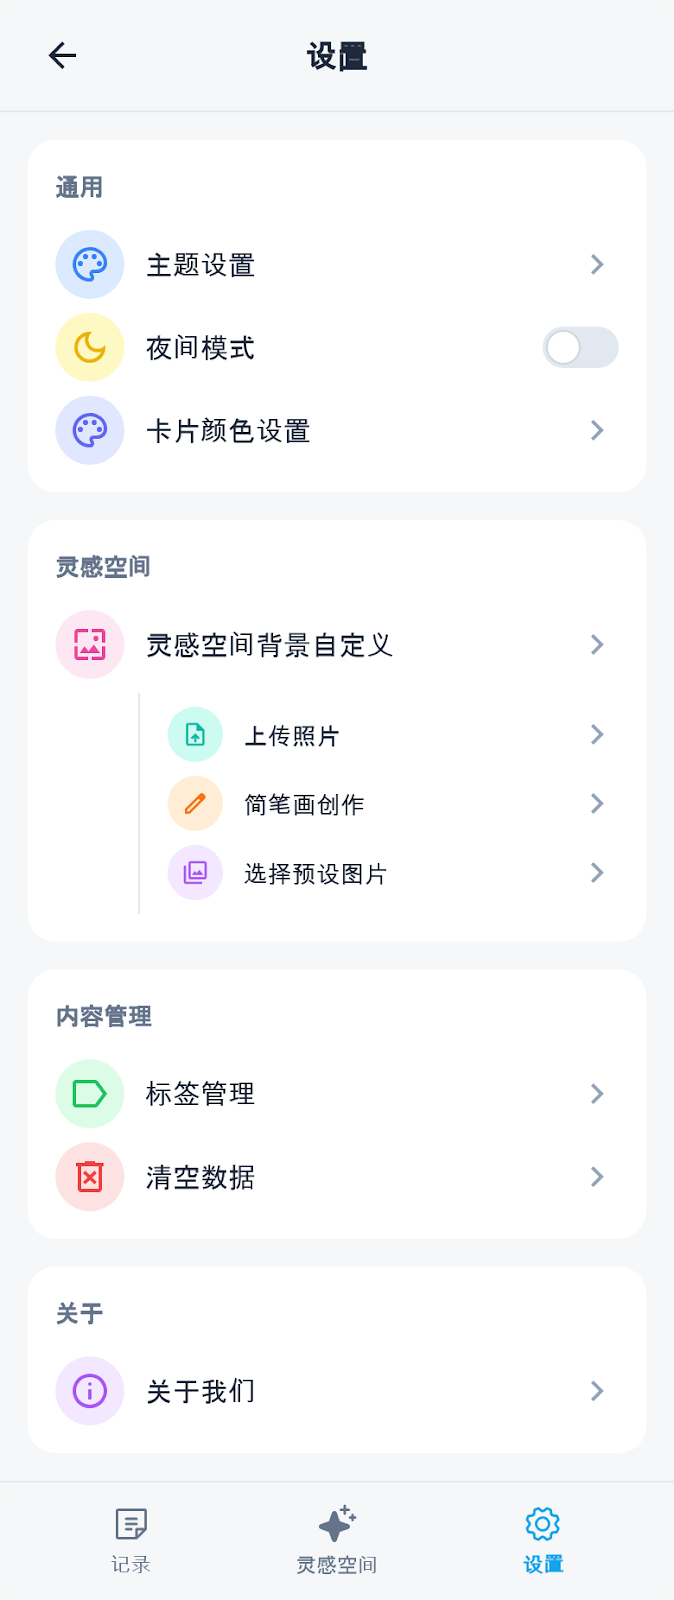 设置
通用
主题设置
夜间模式
卡片颜色设置
灵感空间
灵感空间背景自定义
上传照片
简笔画创作
选择预设图片
内容管理
标签管理
清空数据
关于
关于我们
记录
灵感空间
设置